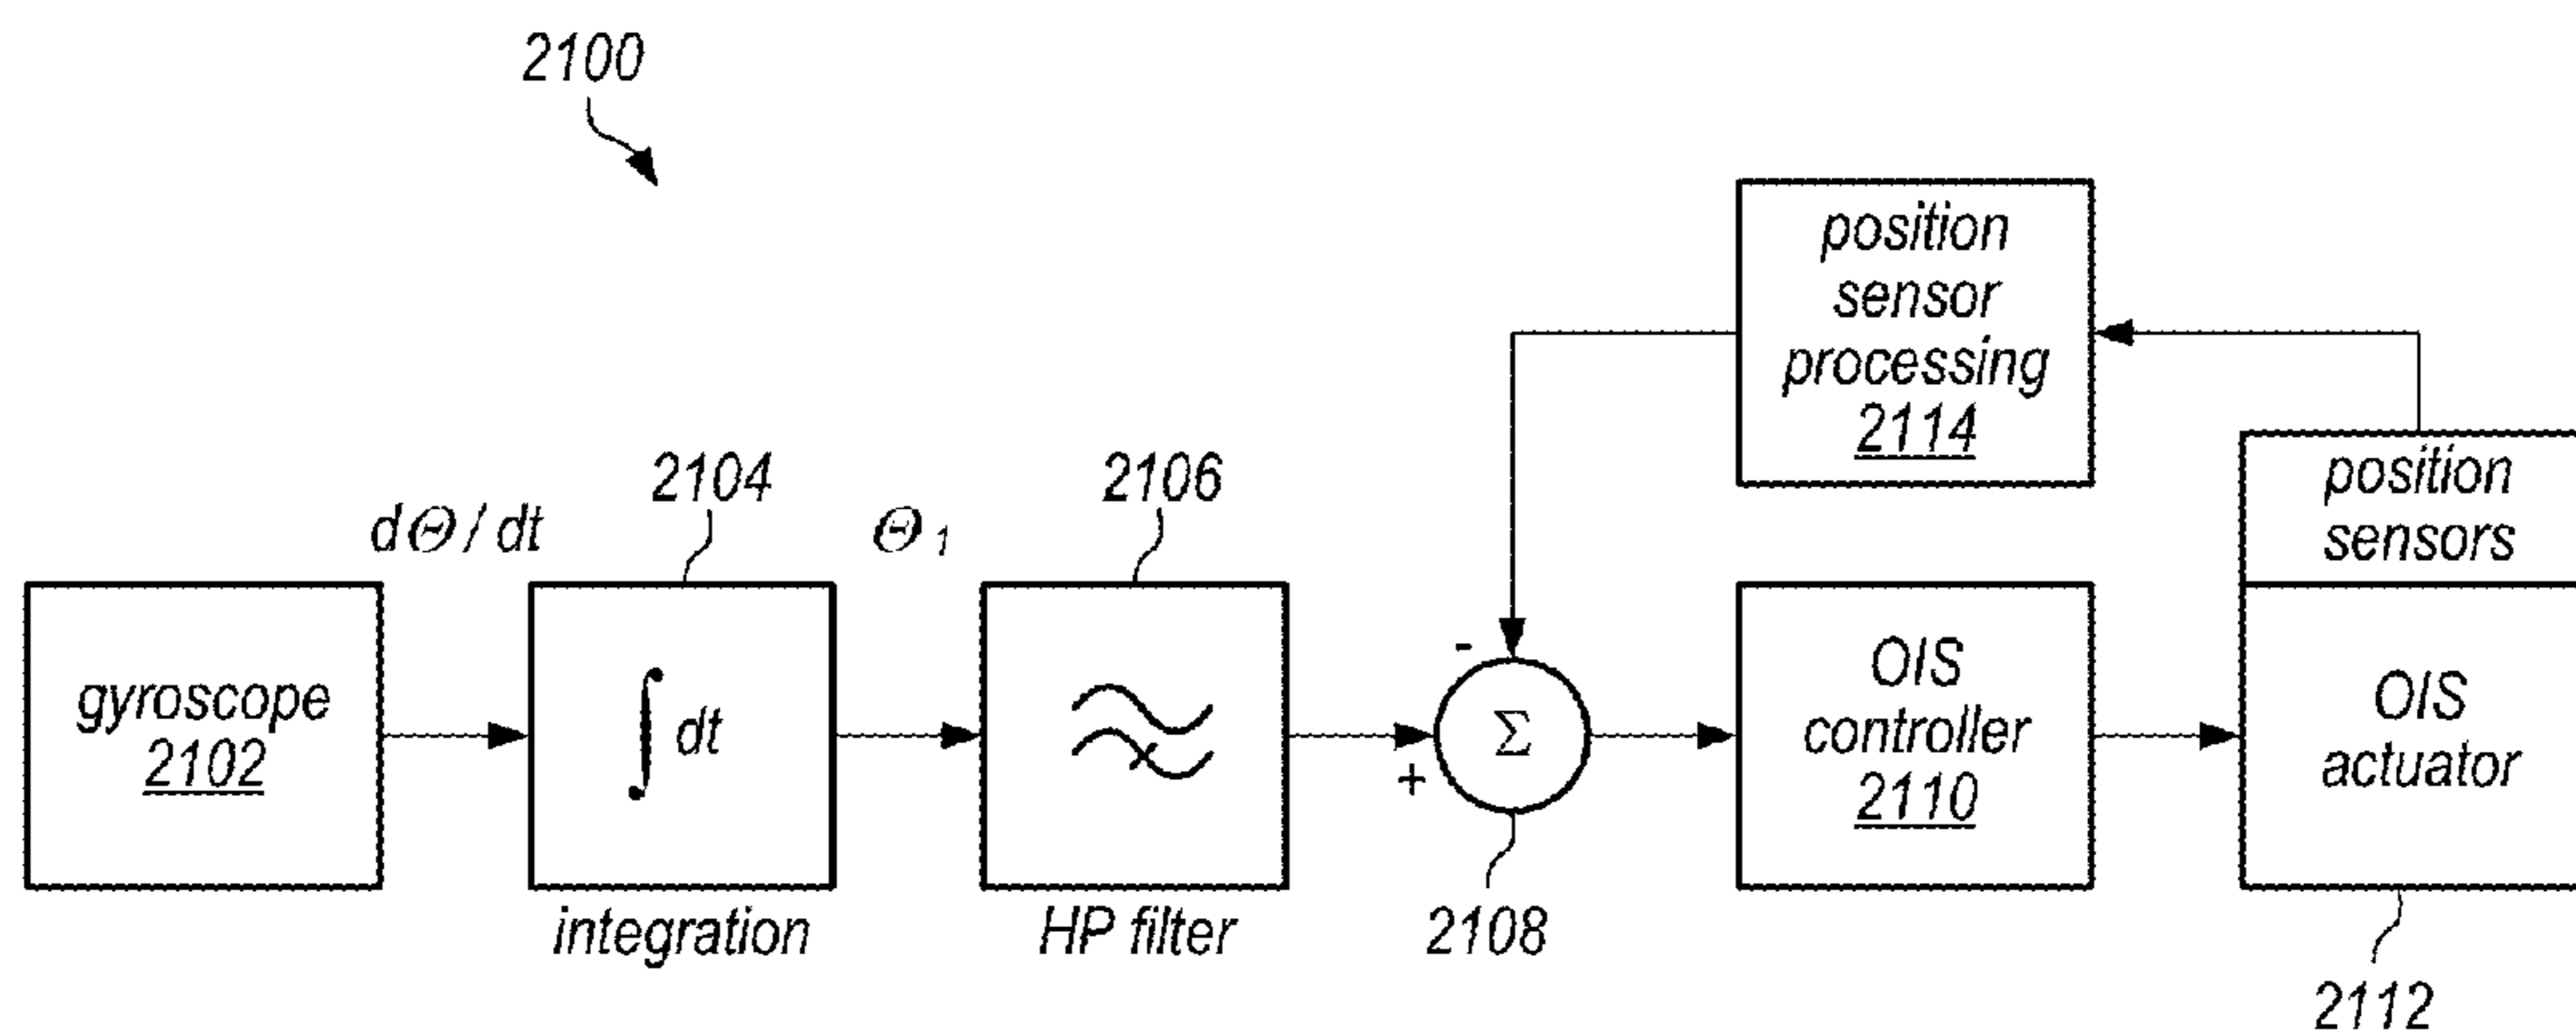 2100
position
sensor
processing
2114
position
sensors
2104
2106
dΘ / dt
Θ 1
gyroscope
2102
∫ dt
-
+
Σ
OIS
controller
2110
OIS
actuator
integration
HP filter
2108
2112